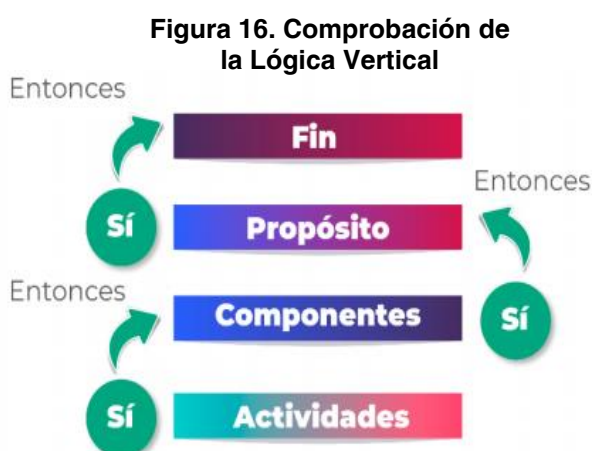 Figura 16. Comprobación de
la Lógica Vertical
Entonces
Fin
Entonces
Sí
Propósito
Entonces
Componentes
Sí
Sí
Actividades